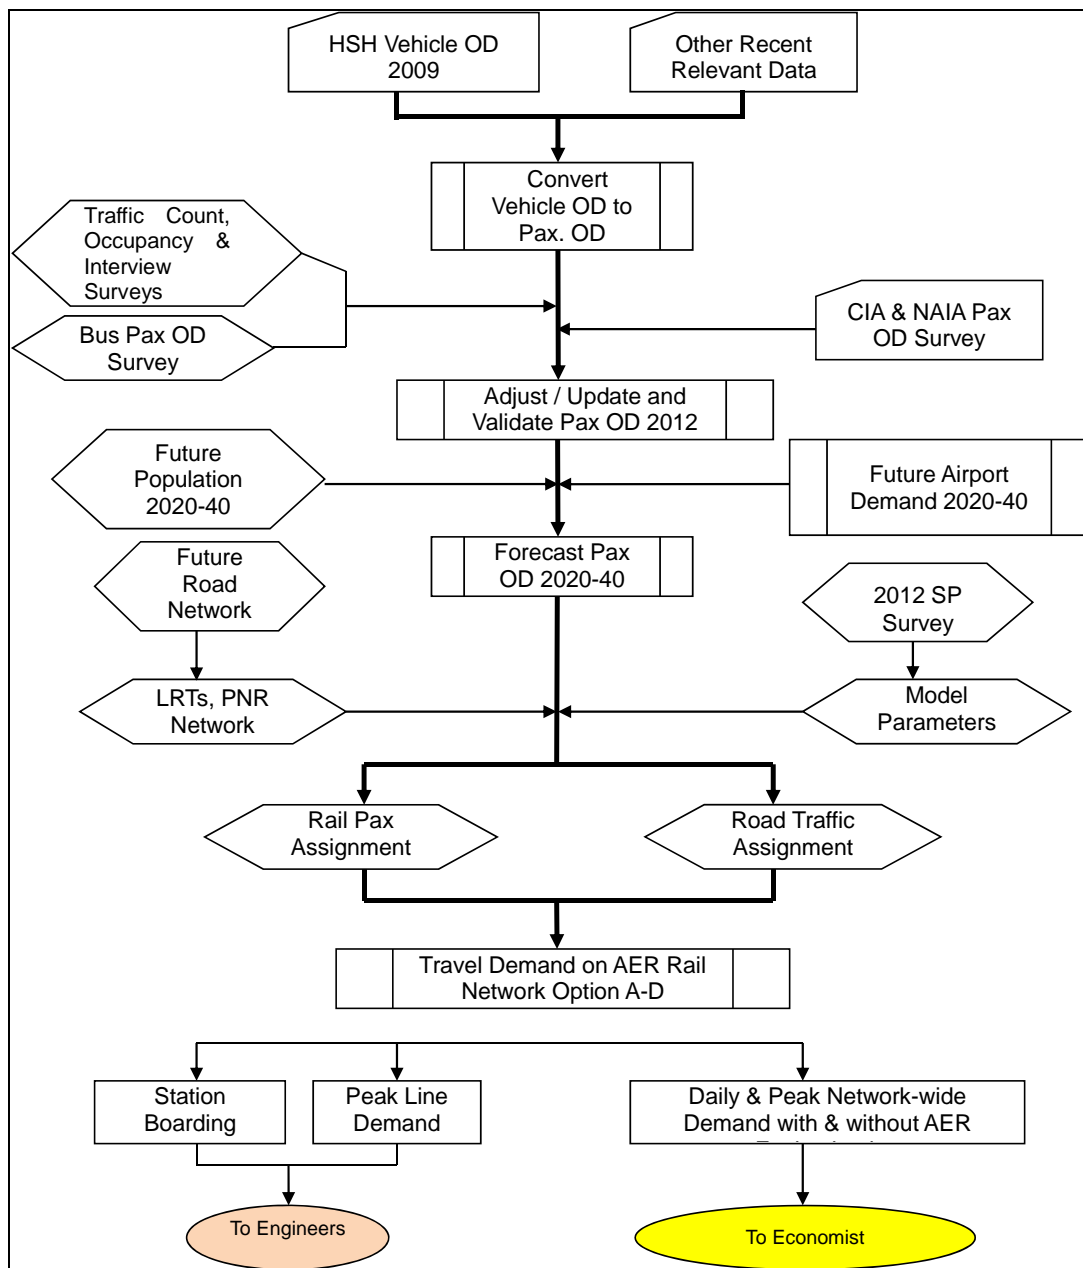 HSH Vehicle OD
2009
Other Recent
Relevant Data
Convert
Vehicle OD to
Pax. OD
Traffic Count,
Occupancy &
Interview
Surveys
Bus Pax OD
Survey
CIA & NAIA Pax
OD Survey
Adjust / Update and
Validate Pax OD 2012
Future
Population
2020-40
Future Airport
Demand 2020-40
Forecast Pax
OD 2020-40
Future
Road
Network
2012 SP
Survey
LRTs, PNR
Network
Model
Parameters
Rail Pax
Assignment
Road Traffic
Assignment
Travel Demand on AER Rail
Network Option A-D
Station
Boarding
Peak Line
Demand
Daily & Peak Network-wide
Demand with & without AER
To Engineers
To Economist